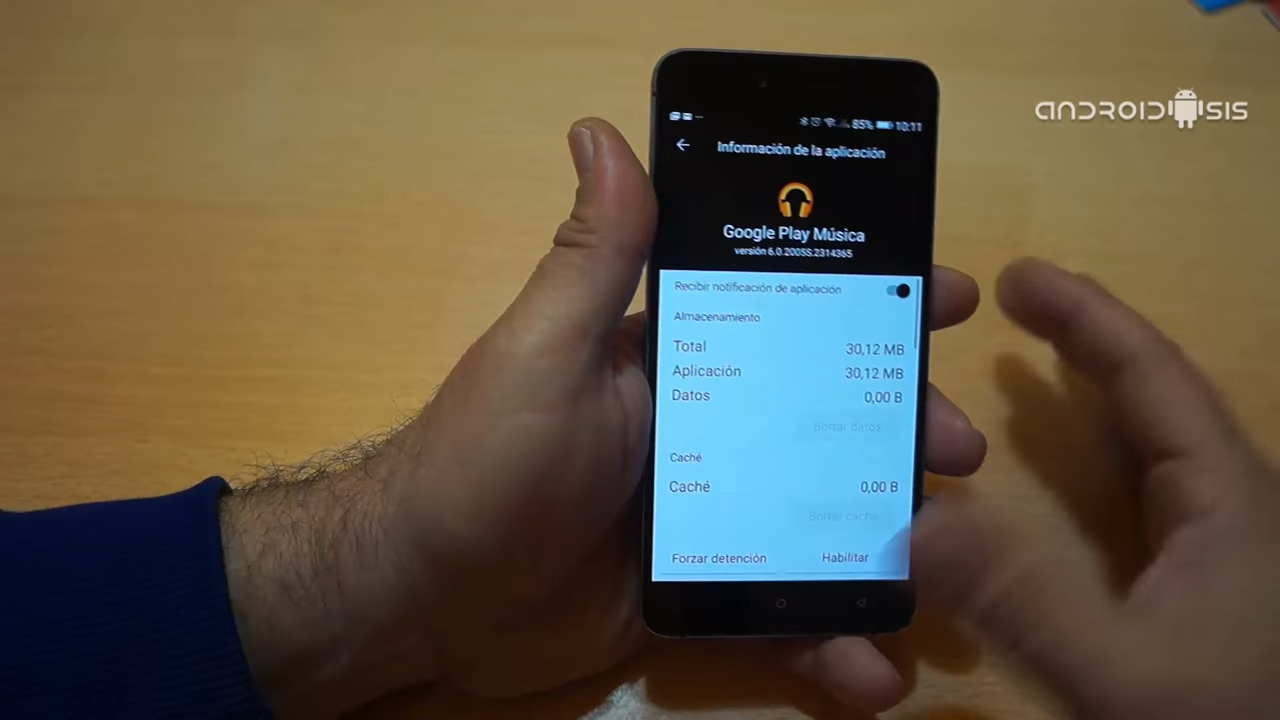 ANDROIDSIS
85% 10:11
Información de la aplicación
Google Play Música
versión 6.0.2005S.2314365
Recibir notificación de aplicación
Almacenamiento
Total 30,12 MB
Aplicación 30,12 MB
Datos 0,00 B
Borrar datos
Caché
Caché 0,00 B
Borrar caché
Forzar detención Habilitar